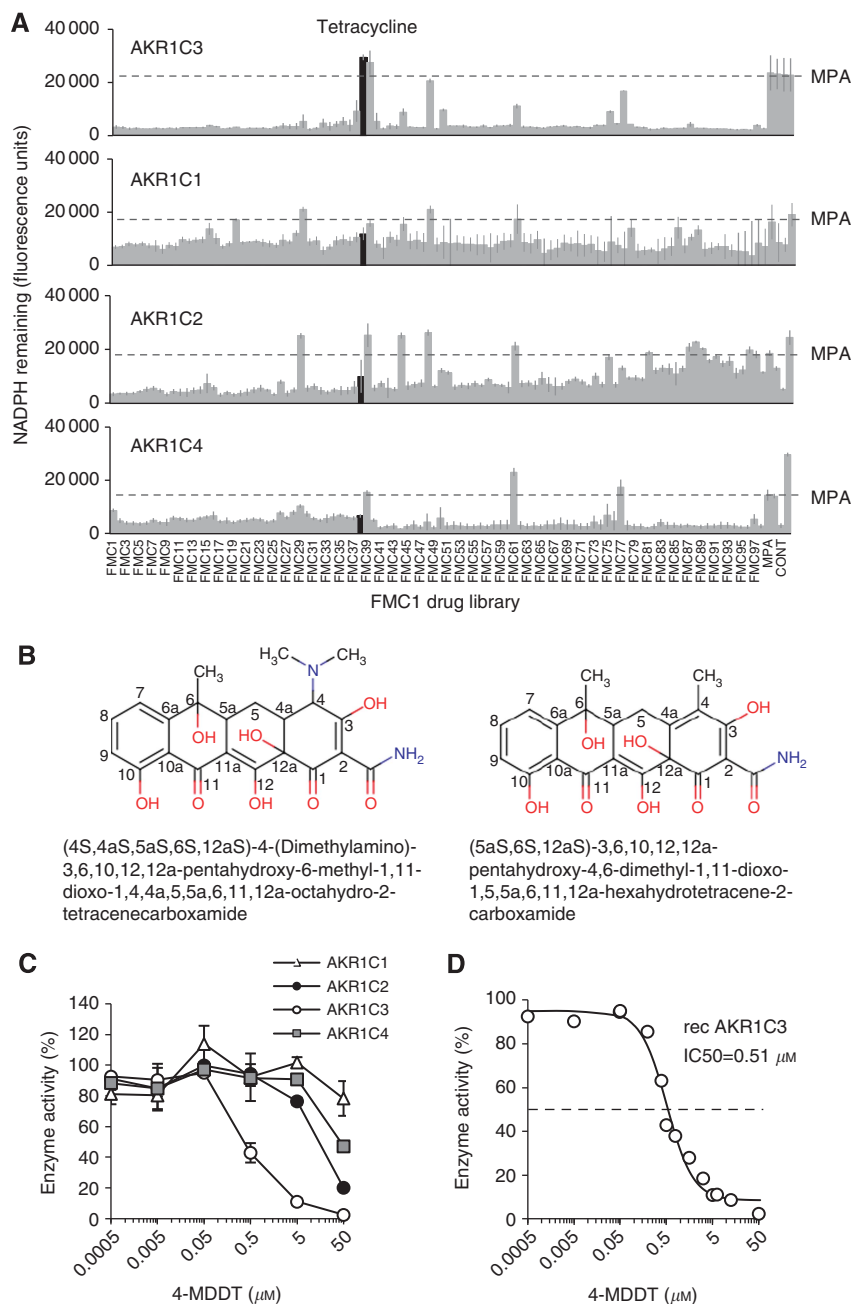 A
Tetracycline
NADPH remaining (fluorescence units)
40 000
20 000
0
AKR1C3
MPA
40 000
20 000
0
AKR1C1
MPA
40 000
20 000
0
AKR1C2
MPA
40 000
20 000
0
AKR1C4
MPA
FMC1 FMC3 FMC5 FMC7 FMC9 FMC11 FMC13 FMC15 FMC17 FMC19 FMC21 FMC23 FMC25 FMC27 FMC29 FMC31 FMC33 FMC35 FMC37 FMC39 FMC41 FMC43 FMC45 FMC47 FMC49 FMC51 FMC53 FMC55 FMC57 FMC59 FMC61 FMC63 FMC65 FMC67 FMC69 FMC71 FMC73 FMC75 FMC77 FMC79 FMC81 FMC83 FMC85 FMC87 FMC89 FMC91 FMC93 FMC95 FMC97 MPA CONT
FMC1 drug library
B
H3C CH3
N
CH3
7 6 5a 5 4a 4
8 6a OH HO 3 OH
9 10a 11a 12a 2 NH2
10 11 12 1
OH O OH O O
(4S,4aS,5aS,6S,12aS)-4-(Dimethylamino)-
3,6,10,12,12a-pentahydroxy-6-methyl-1,11-
dioxo-1,4,4a,5,5a,6,11,12a-octahydro-2-
tetracenecarboxamide
CH3 CH3
7 6 5a 5 4a 4
8 6a OH HO 3 OH
9 10a 11a 12a 2 NH2
10 11 12 1
OH O OH O O
(5aS,6S,12aS)-3,6,10,12,12a-
pentahydroxy-4,6-dimethyl-1,11-dioxo-
1,5,5a,6,11,12a-hexahydrotetracene-2-
carboxamide
C
AKR1C1
AKR1C2
AKR1C3
AKR1C4
Enzyme activity (%)
140
120
100
80
60
40
20
0
0.0005 0.005 0.05 0.5 5 50
4-MDDT (μM)
D
Enzyme activity (%)
100
80
60
40
20
0
rec AKR1C3
IC50=0.51 μM
0.0005 0.005 0.05 0.5 5 50
4-MDDT (μM)